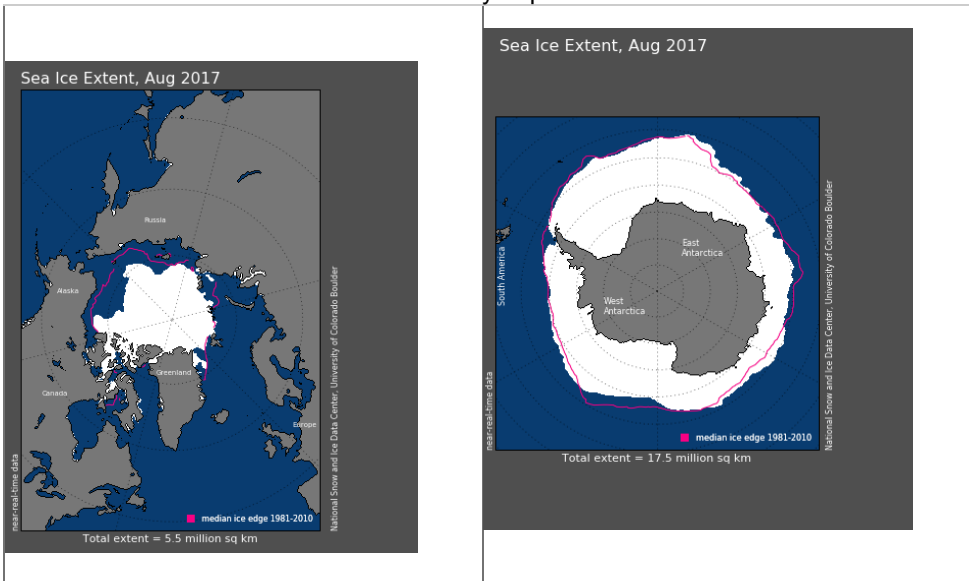 Sea Ice Extent, Aug 2017
Russia
Alaska
Greenland
Canada
Europe
near-real-time data
National Snow and Ice Data Center, University of Colorado Boulder
median ice edge 1981-2010
Total extent = 5.5 million sq km
Sea Ice Extent, Aug 2017
East
Antarctica
South America
West
Antarctica
near-real-time data
National Snow and Ice Data Center, University of Colorado Boulder
median ice edge 1981-2010
Total extent = 17.5 million sq km